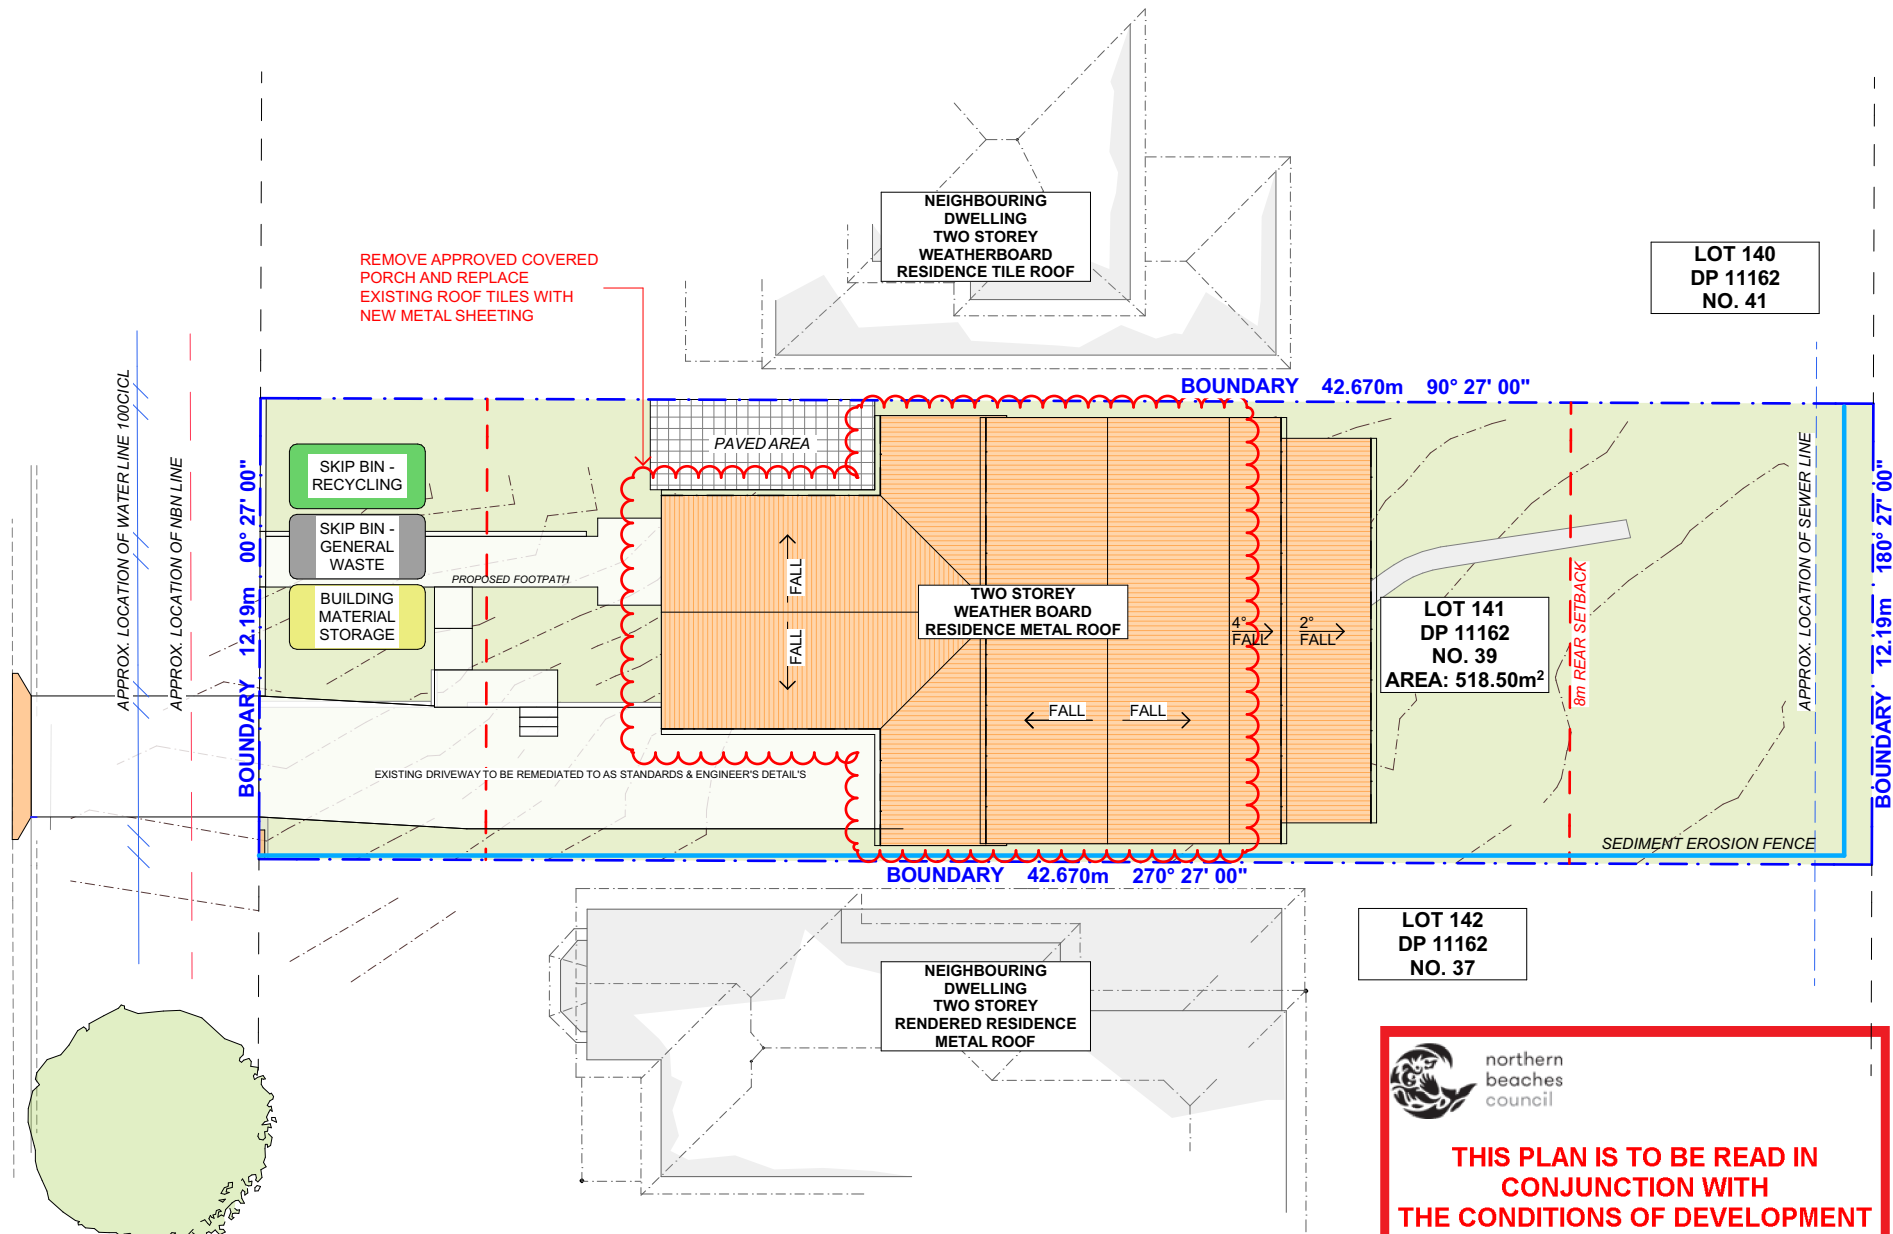 NEIGHBOURING
DWELLING
TWO STOREY
WEATHERBOARD
RESIDENCE TILE ROOF
LOT 140
DP 11162
NO. 41
REMOVE APPROVED COVERED
PORCH AND REPLACE
EXISTING ROOF TILES WITH
NEW METAL SHEETING
BOUNDARY 42.670m 90° 27' 00"
APPROX. LOCATION OF WATER LINE 100CICL
APPROX. LOCATION OF NBN LINE
BOUNDARY 12.19m 00° 27' 00"
SKIP BIN -
RECYCLING
SKIP BIN -
GENERAL
WASTE
BUILDING
MATERIAL
STORAGE
PAVED AREA
PROPOSED FOOTPATH
FALL
FALL
TWO STOREY
WEATHER BOARD
RESIDENCE METAL ROOF
4°
FALL
2°
FALL
FALL
FALL
LOT 141
DP 11162
NO. 39
AREA: 518.50m²
8m REAR SETBACK
APPROX. LOCATION OF SEWER LINE
BOUNDARY 12.19m 180° 27' 00"
EXISTING DRIVEWAY TO BE REMEDIATED TO AS STANDARDS & ENGINEER'S DETAIL'S
SEDIMENT EROSION FENCE
BOUNDARY 42.670m 270° 27' 00"
LOT 142
DP 11162
NO. 37
NEIGHBOURING
DWELLING
TWO STOREY
RENDERED RESIDENCE
METAL ROOF
northern
beaches
council
THIS PLAN IS TO BE READ IN
CONJUNCTION WITH
THE CONDITIONS OF DEVELOPMENT